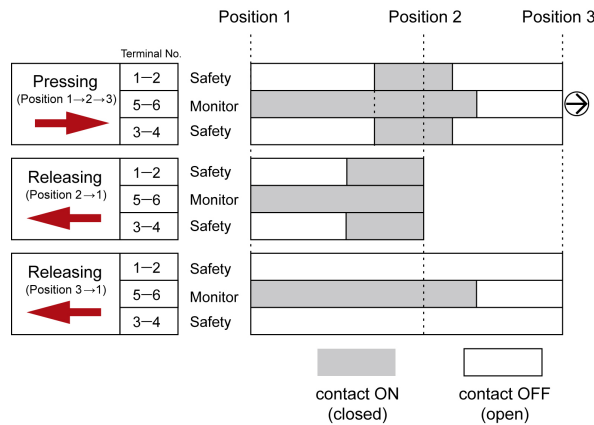 Position 1 Position 2 Position 3
Terminal No.
Pressing
(Position 1→2→3)
1—2 Safety
5—6 Monitor
3—4 Safety
Releasing
(Position 2→1)
1—2 Safety
5—6 Monitor
3—4 Safety
Releasing
(Position 3→1)
1—2 Safety
5—6 Monitor
3—4 Safety
contact ON
(closed)
contact OFF
(open)